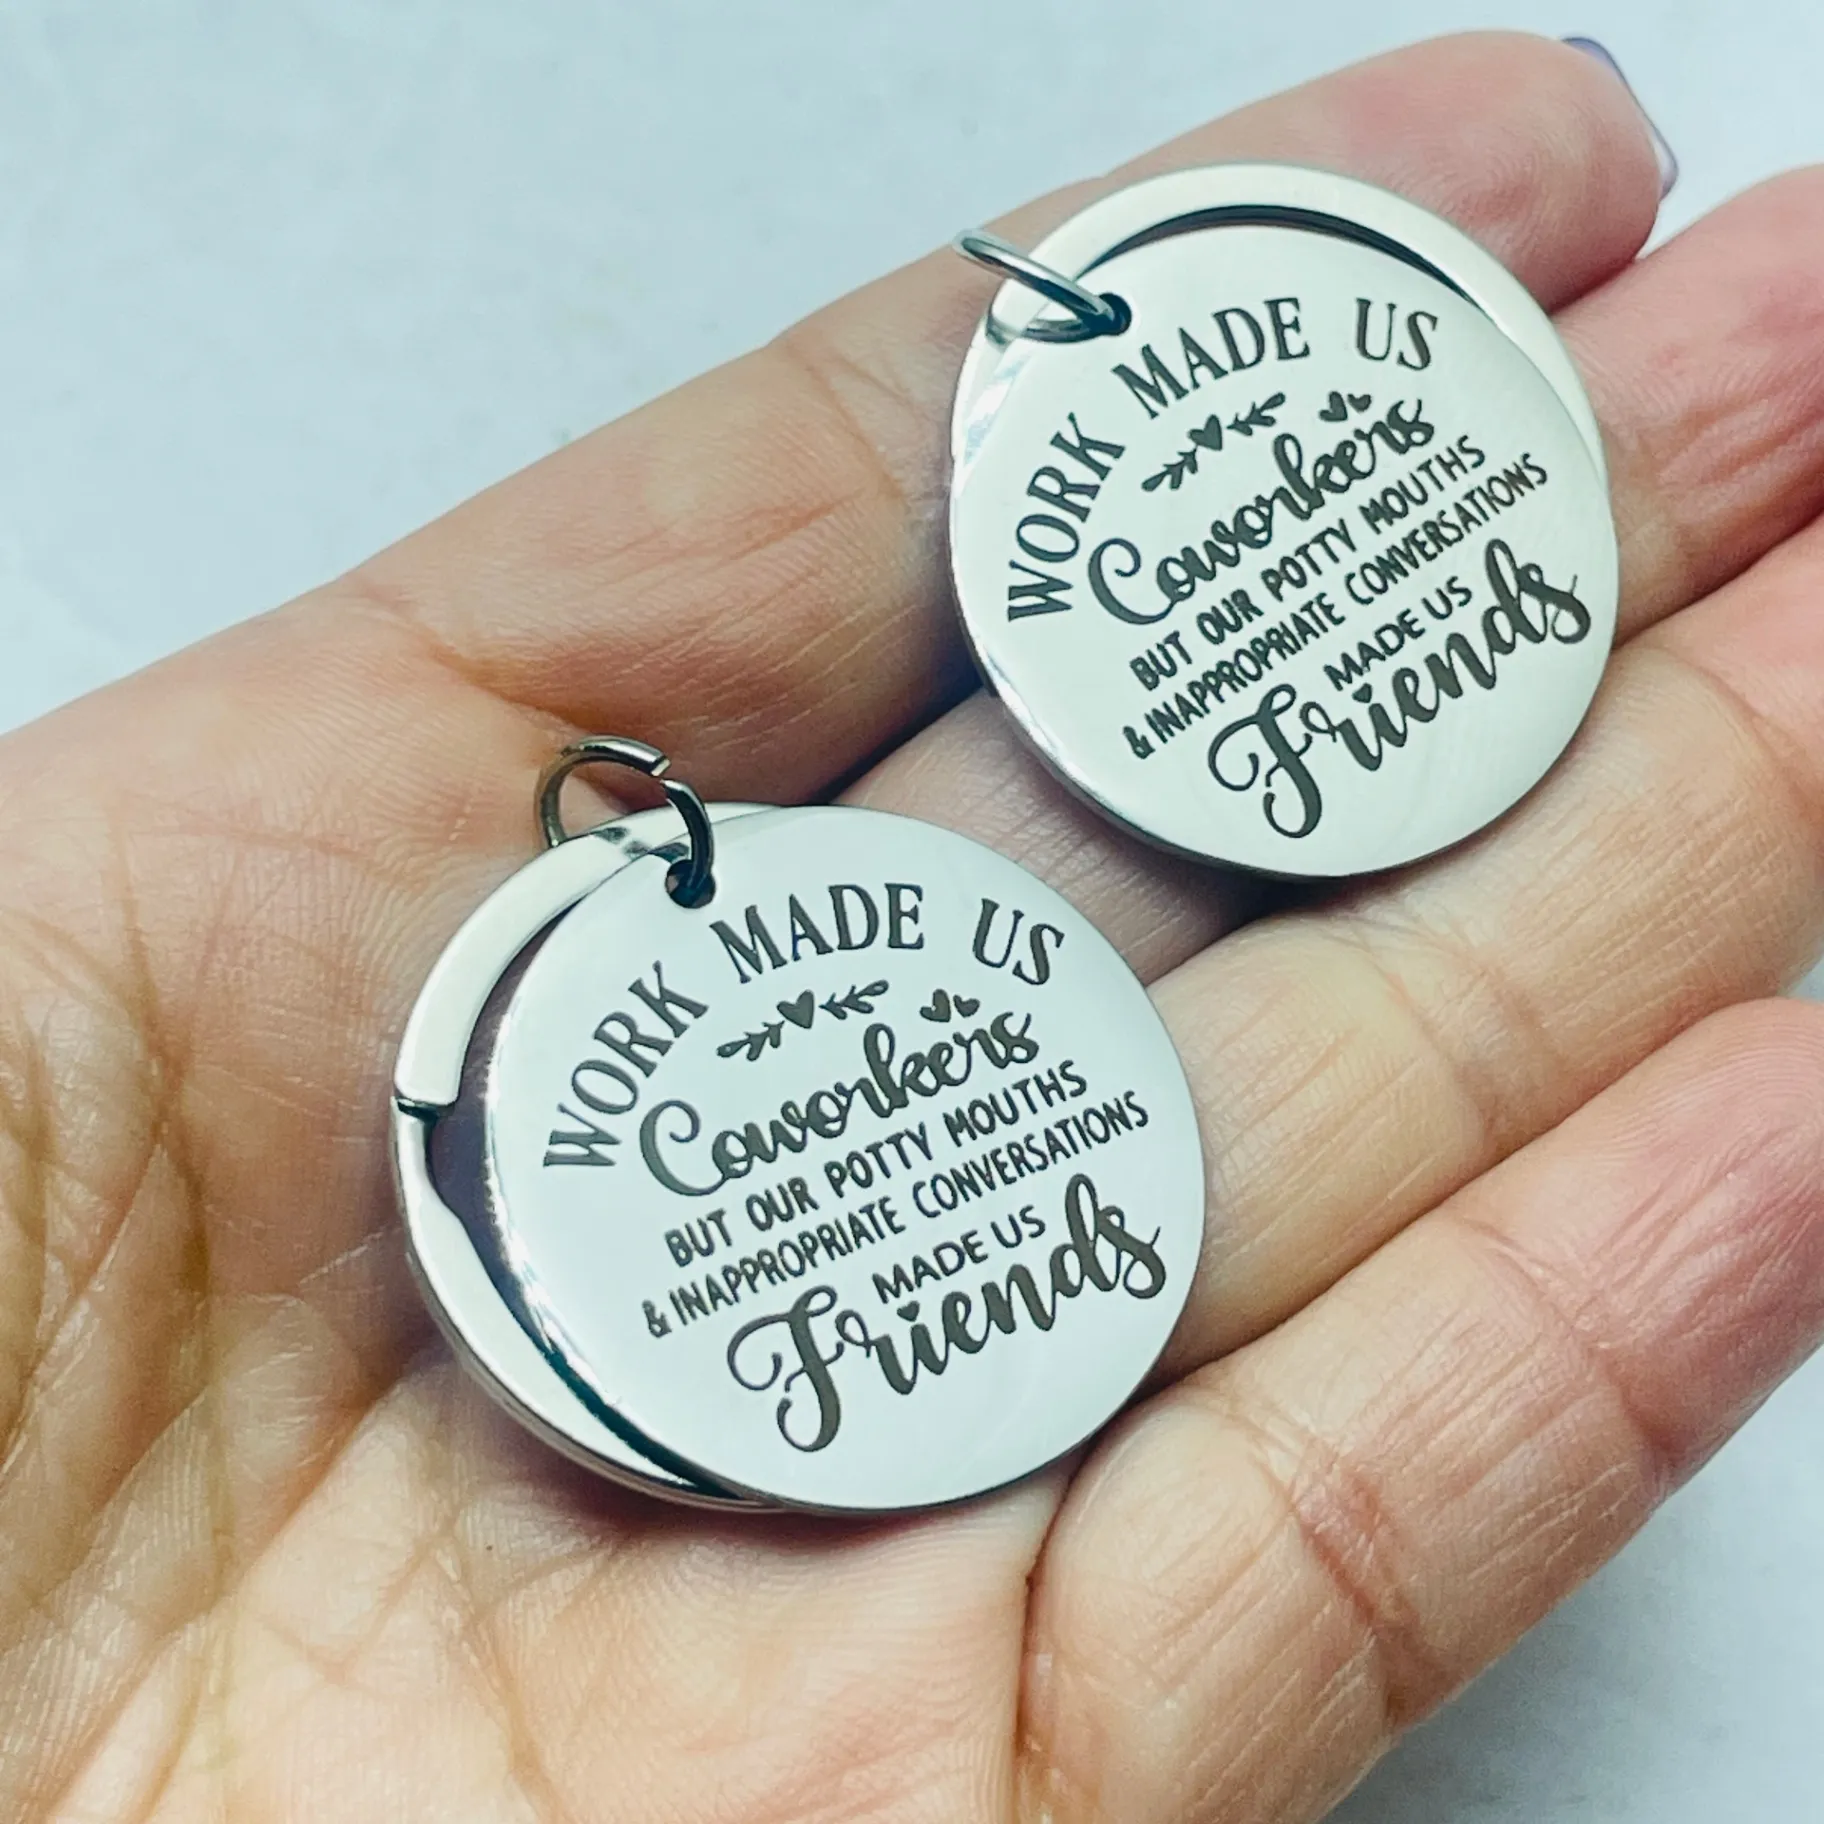 WORK MADE US
Coworkers
BUT OUR POTTY MOUTHS
& INAPPROPRIATE CONVERSATIONS
MADE US
Friends
WORK MADE US
Coworkers
BUT OUR POTTY MOUTHS
& INAPPROPRIATE CONVERSATIONS
MADE US
Friends